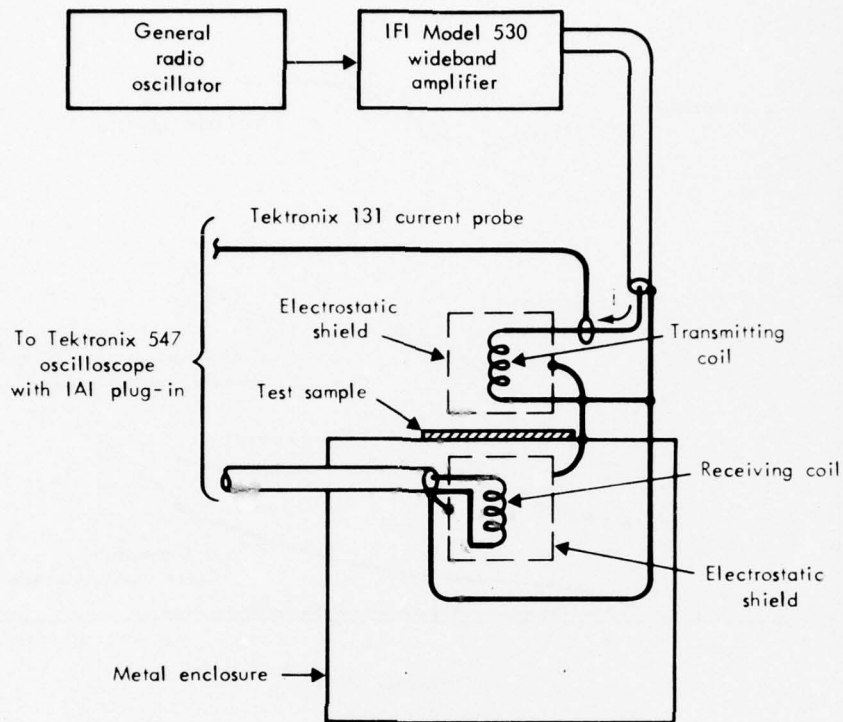 General
radio
oscillator
IFI Model 530
wideband
amplifier
Tektronix 131 current probe
i
Electrostatic
shield
Transmitting
coil
To Tektronix 547
oscilloscope
with IAI plug-in
Test sample
Receiving coil
Electrostatic
shield
Metal enclosure